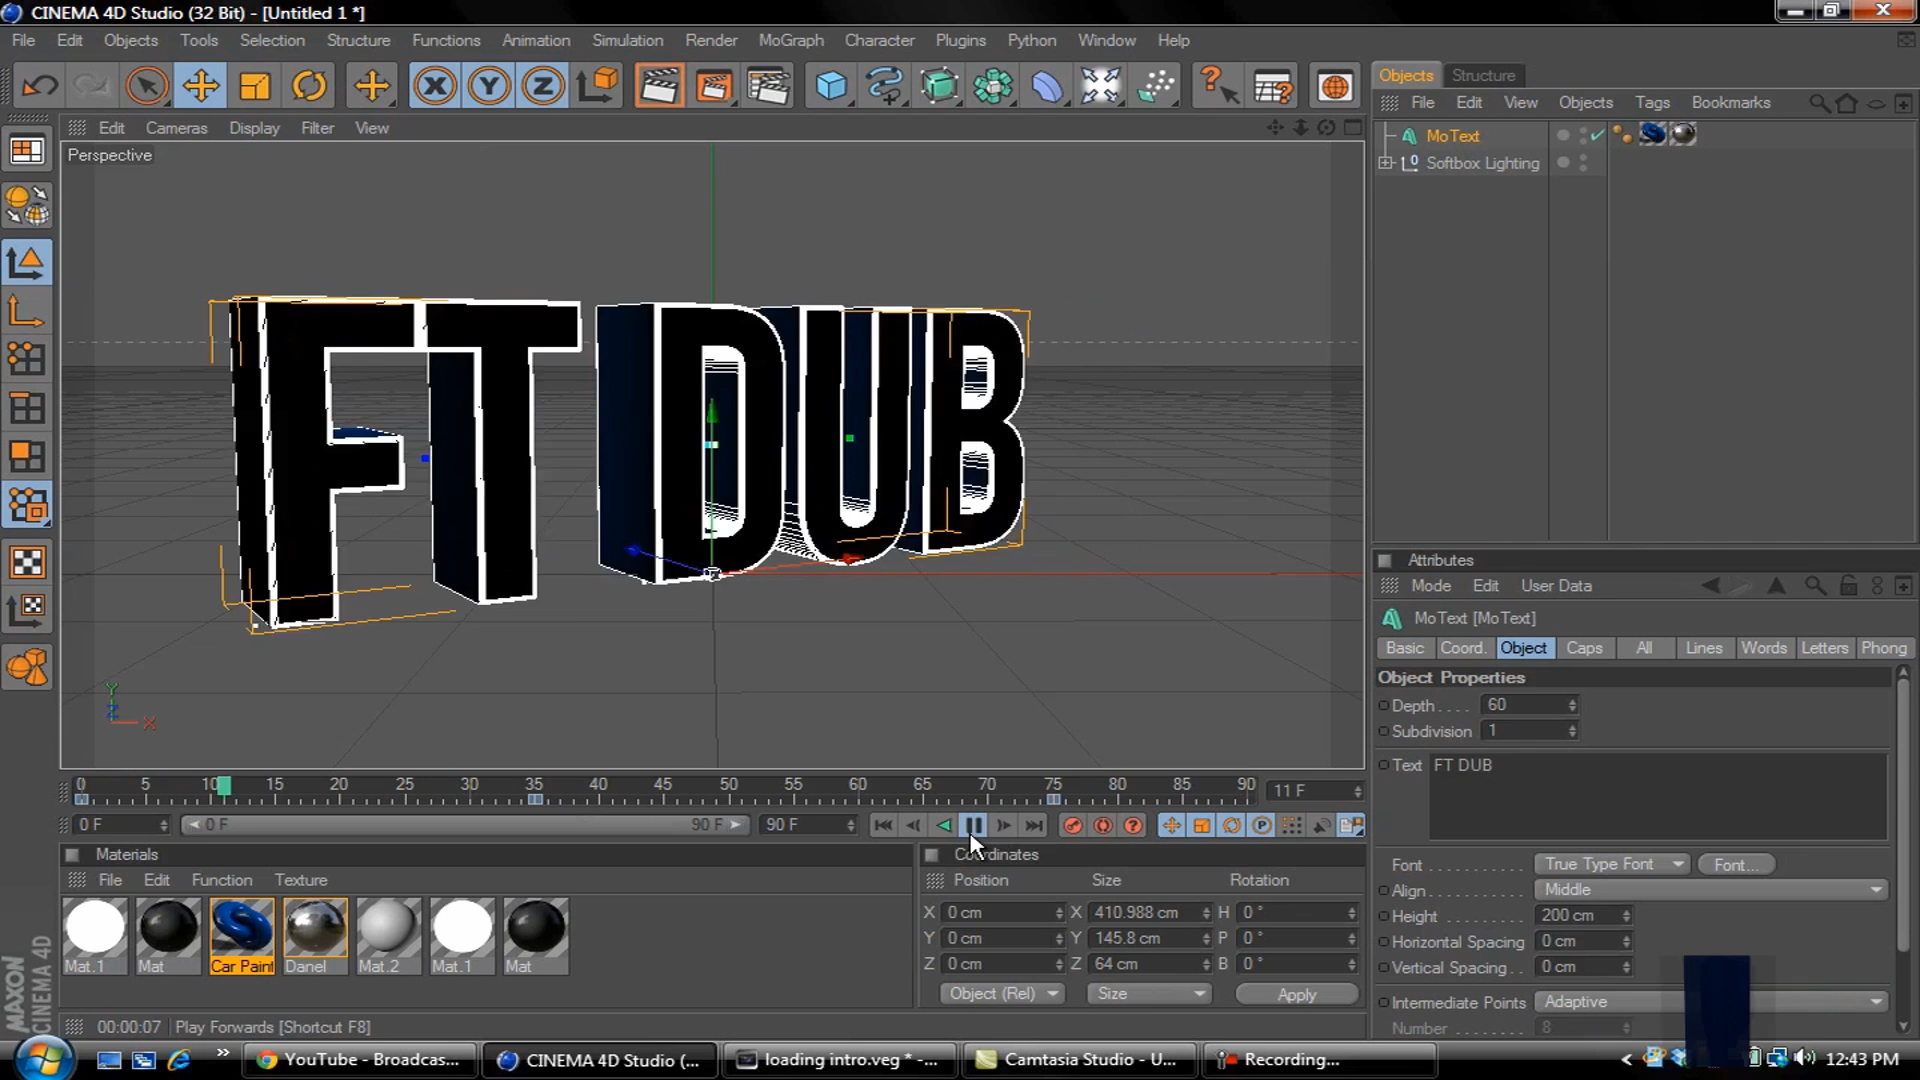 CINEMA 4D Studio (32 Bit) - [Untitled 1 *]
File Edit Objects Tools Selection Structure Functions Animation Simulation Render MoGraph Character Plugins Python Window Help
X Y Z
Objects Structure
File Edit View Objects Tags Bookmarks
MoText
Softbox Lighting
Edit Cameras Display Filter View
Perspective
FT DUB
Y
Z
X
Attributes
Mode Edit User Data
MoText [MoText]
Basic Coord. Object Caps All Lines Words Letters Phong
Object Properties
Depth . . . . 60
Subdivision 1
Text FT DUB
Font . . . . . . . . . . . True Type Font Font...
Align . . . . . . . . . . . Middle
Height . . . . . . . . . 200 cm
Horizontal Spacing 0 cm
Vertical Spacing . . 0 cm
Intermediate Points Adaptive
Number . . . . . . . . 8
0 5 10 15 20 25 30 35 40 45 50 55 60 65 70 75 80 85 90 11 F
0 F 0 F 90 F 90 F
Materials
File Edit Function Texture
Mat.1 Mat Car Paint Danel Mat.2 Mat.1 Mat
Coordinates
Position Size Rotation
X 0 cm X 410.988 cm H 0 °
Y 0 cm Y 145.8 cm P 0 °
Z 0 cm Z 64 cm B 0 °
Object (Rel) Size Apply
MAXON
CINEMA 4D
00:00:07 Play Forwards [Shortcut F8]
YouTube - Broadcas... CINEMA 4D Studio (... loading intro.veg * -... Camtasia Studio - U... Recording... 12:43 PM